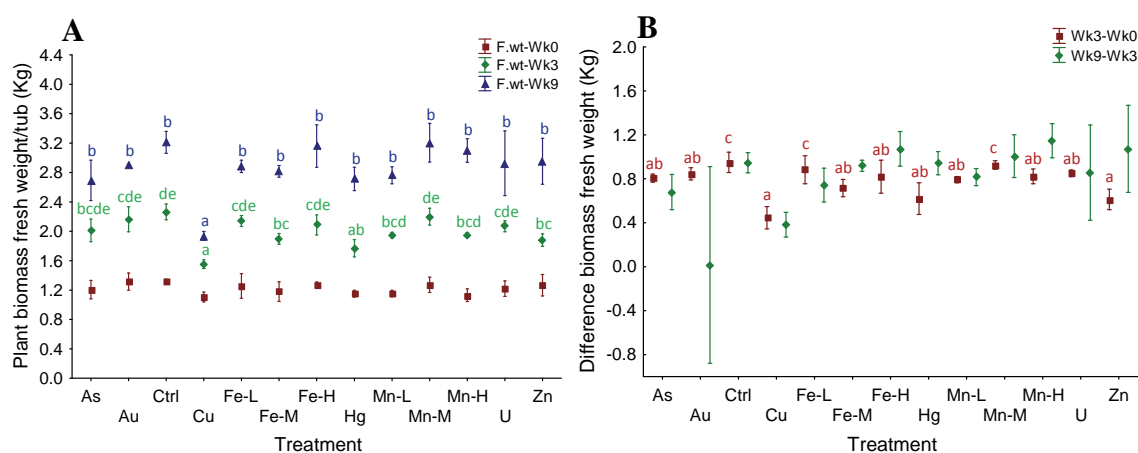 A
Plant biomass fresh weight/tub (Kg)
F.wt-Wk0
F.wt-Wk3
F.wt-Wk9
4.4
4.0
3.6
3.2
2.8
2.4
2.0
1.6
1.2
0.8
0.4
0.0
b b b a b b b b b b b b b
bcde cde de a cde bc cde ab bcd cde bcd cde bc
As Ctrl Fe-L Fe-H Mn-L Mn-H Zn
Au Cu Fe-M Hg Mn-M U
Treatment
B
Difference biomass fresh weight (Kg)
Wk3-Wk0
Wk9-Wk3
2.0
1.6
1.2
0.8
0.4
0.0
-0.4
-0.8
ab ab c a c ab ab ab ab c ab ab a
As Ctrl Fe-L Fe-H Mn-L Mn-H Zn
Au Cu Fe-M Hg Mn-M U
Treatment